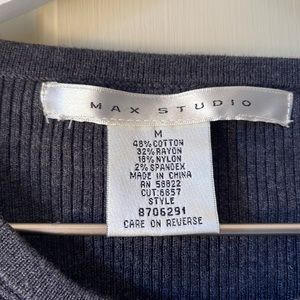 MAX STUDIO
M
48% COTTON
32% RAYON
18% NYLON
2% SPANDEX
MADE IN CHINA
RN 58822
CUT: 6657
STYLE
8706291
CARE ON REVERSE